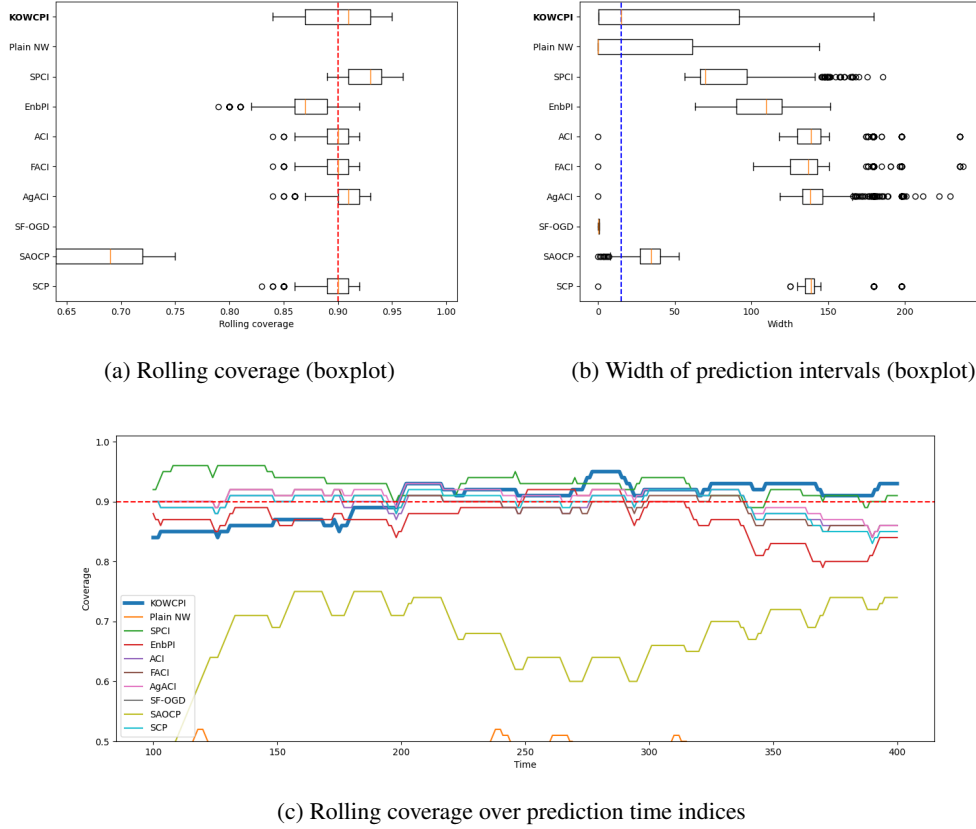 KOWCPI
Plain NW
SPCI
EnbPI
ACI
FACI
AgACI
SF-OGD
SAOCP
SCP
0.65 0.70 0.75 0.80 0.85 0.90 0.95 1.00
Rolling coverage
(a) Rolling coverage (boxplot)
KOWCPI
Plain NW
SPCI
EnbPI
ACI
FACI
AgACI
SF-OGD
SAOCP
SCP
0 50 100 150 200
Width
(b) Width of prediction intervals (boxplot)
1.0
0.9
0.8
0.7
0.6
0.5
Coverage
KOWCPI
Plain NW
SPCI
EnbPI
ACI
FACI
AgACI
SF-OGD
SAOCP
SCP
100 150 200 250 300 350 400
Time
(c) Rolling coverage over prediction time indices